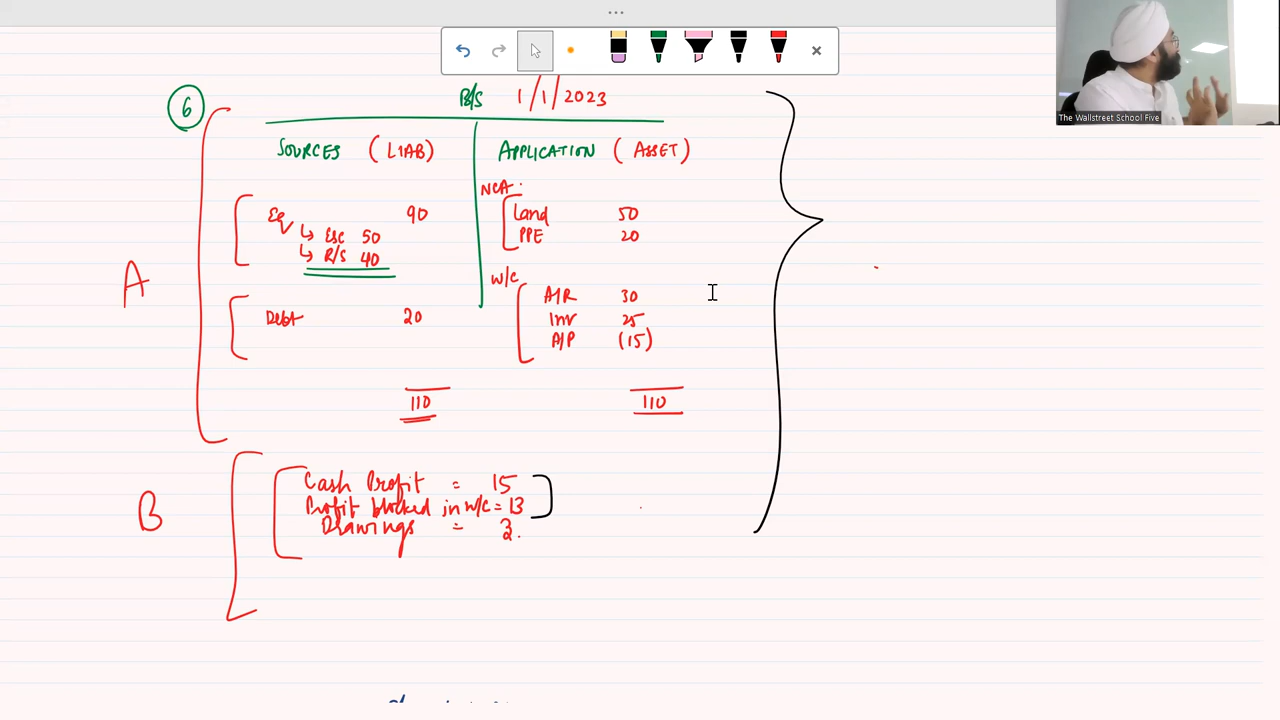 6
B/S 1/1/2023
SOURCES (LIAB) APPLICATION (ASSET)
NCA.
Eq 90 Land 50
↳ ESC 50 PPE 20
↳ R/S 40
W/C
A/R 30
Debt 20 Inv 25
A/P (15)
110 110
A
Cash Profit = 15
Profit blocked in W/C = 13
Drawings = 3.
B
The Wallstreet School Five